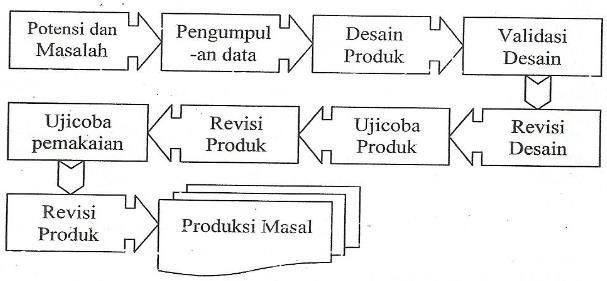 Potensi dan
Masalah
Pengumpul
-an data
Desain
Produk
Validasi
Desain
Revisi
Desain
Ujicoba
Produk
Revisi
Produk
Ujicoba
pemakaian
Revisi
Produk
Produksi Masal